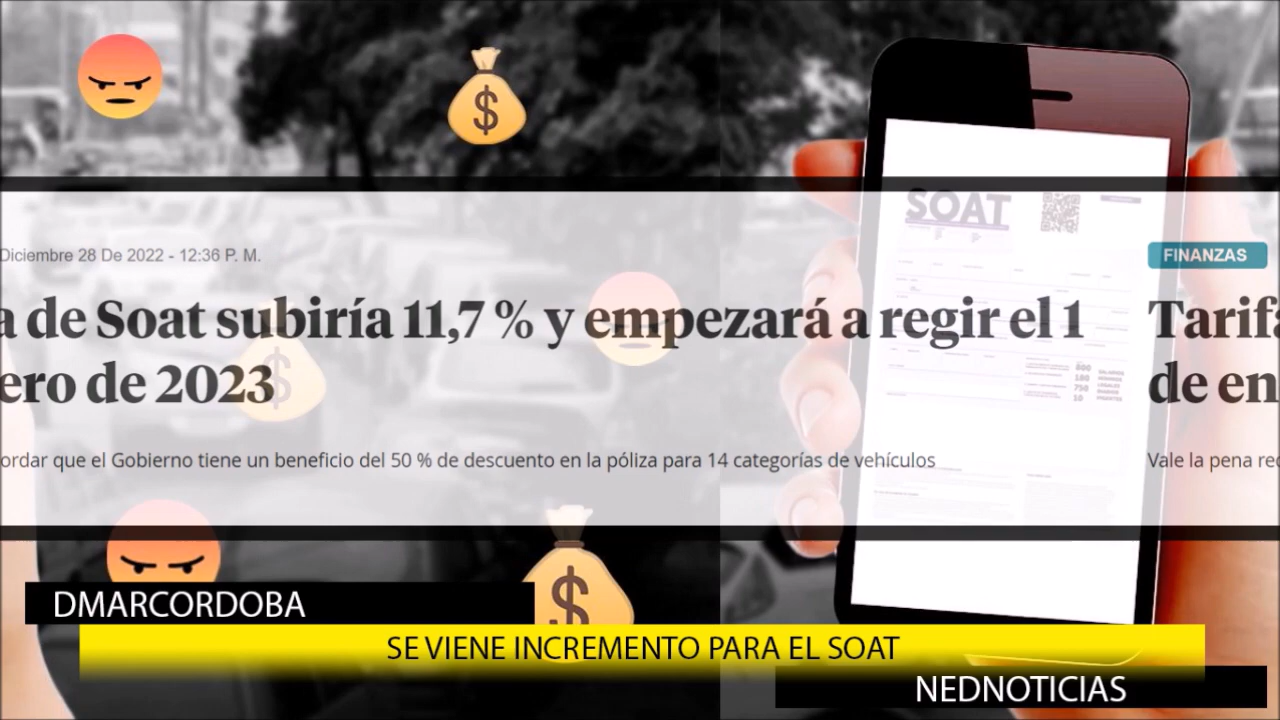 SOAT
Diciembre 28 De 2022 - 12:36 P. M.
FINANZAS
a de Soat subiría 11,7 % y empezará a regir el 1
Tarifa
ero de 2023
de en
ordar que el Gobierno tiene un beneficio del 50 % de descuento en la póliza para 14 categorías de vehículos
Vale la pena rec
DMARCORDOBA
SE VIENE INCREMENTO PARA EL SOAT
NEDNOTICIAS